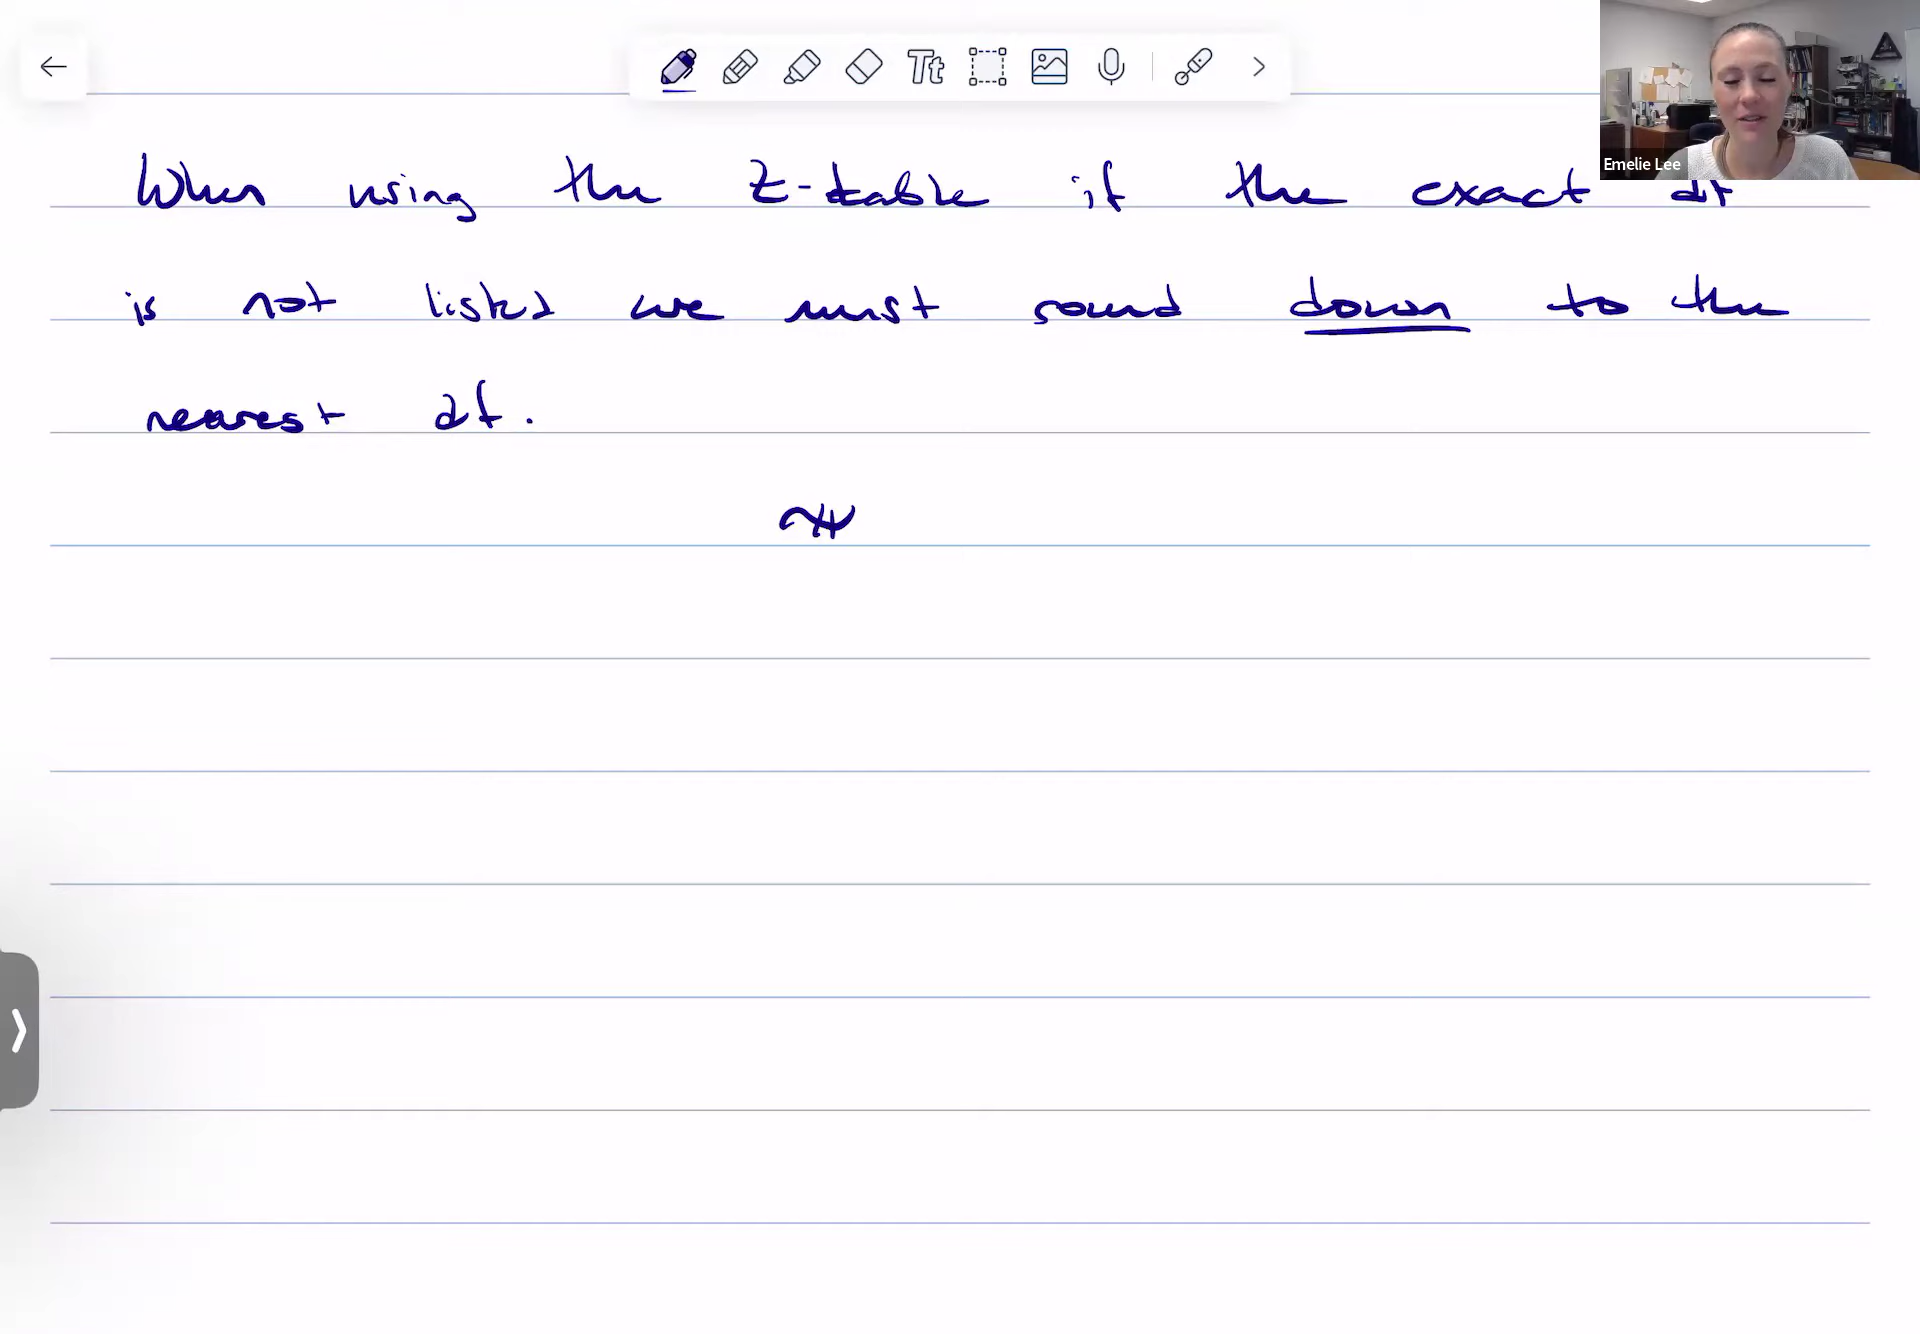 Tt
Emelie Lee
When using the Z-table if the exact df
is not listed we must round down to the
nearest df.